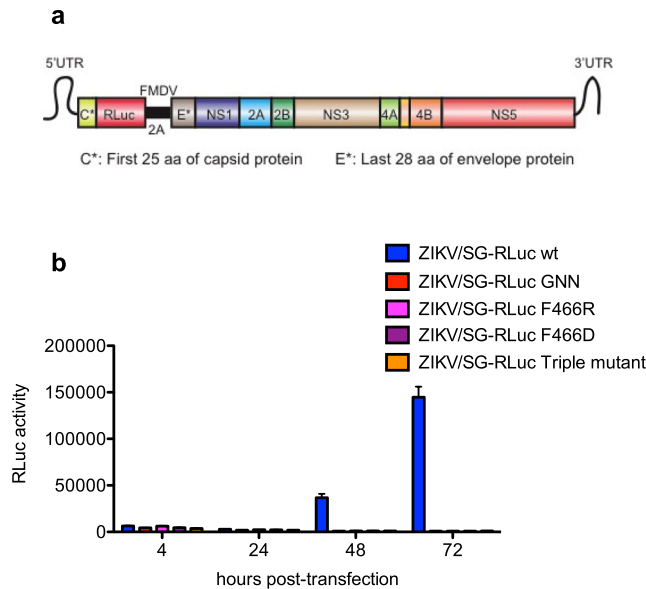 a
5'UTR
3'UTR
FMDV
C* RLuc E* NS1 2A 2B NS3 4A 4B NS5
2A
C*: First 25 aa of capsid protein E*: Last 28 aa of envelope protein
b
ZIKV/SG-RLuc wt
ZIKV/SG-RLuc GNN
ZIKV/SG-RLuc F466R
ZIKV/SG-RLuc F466D
ZIKV/SG-RLuc Triple mutant
RLuc activity
200000
150000
100000
50000
0
4 24 48 72
hours post-transfection